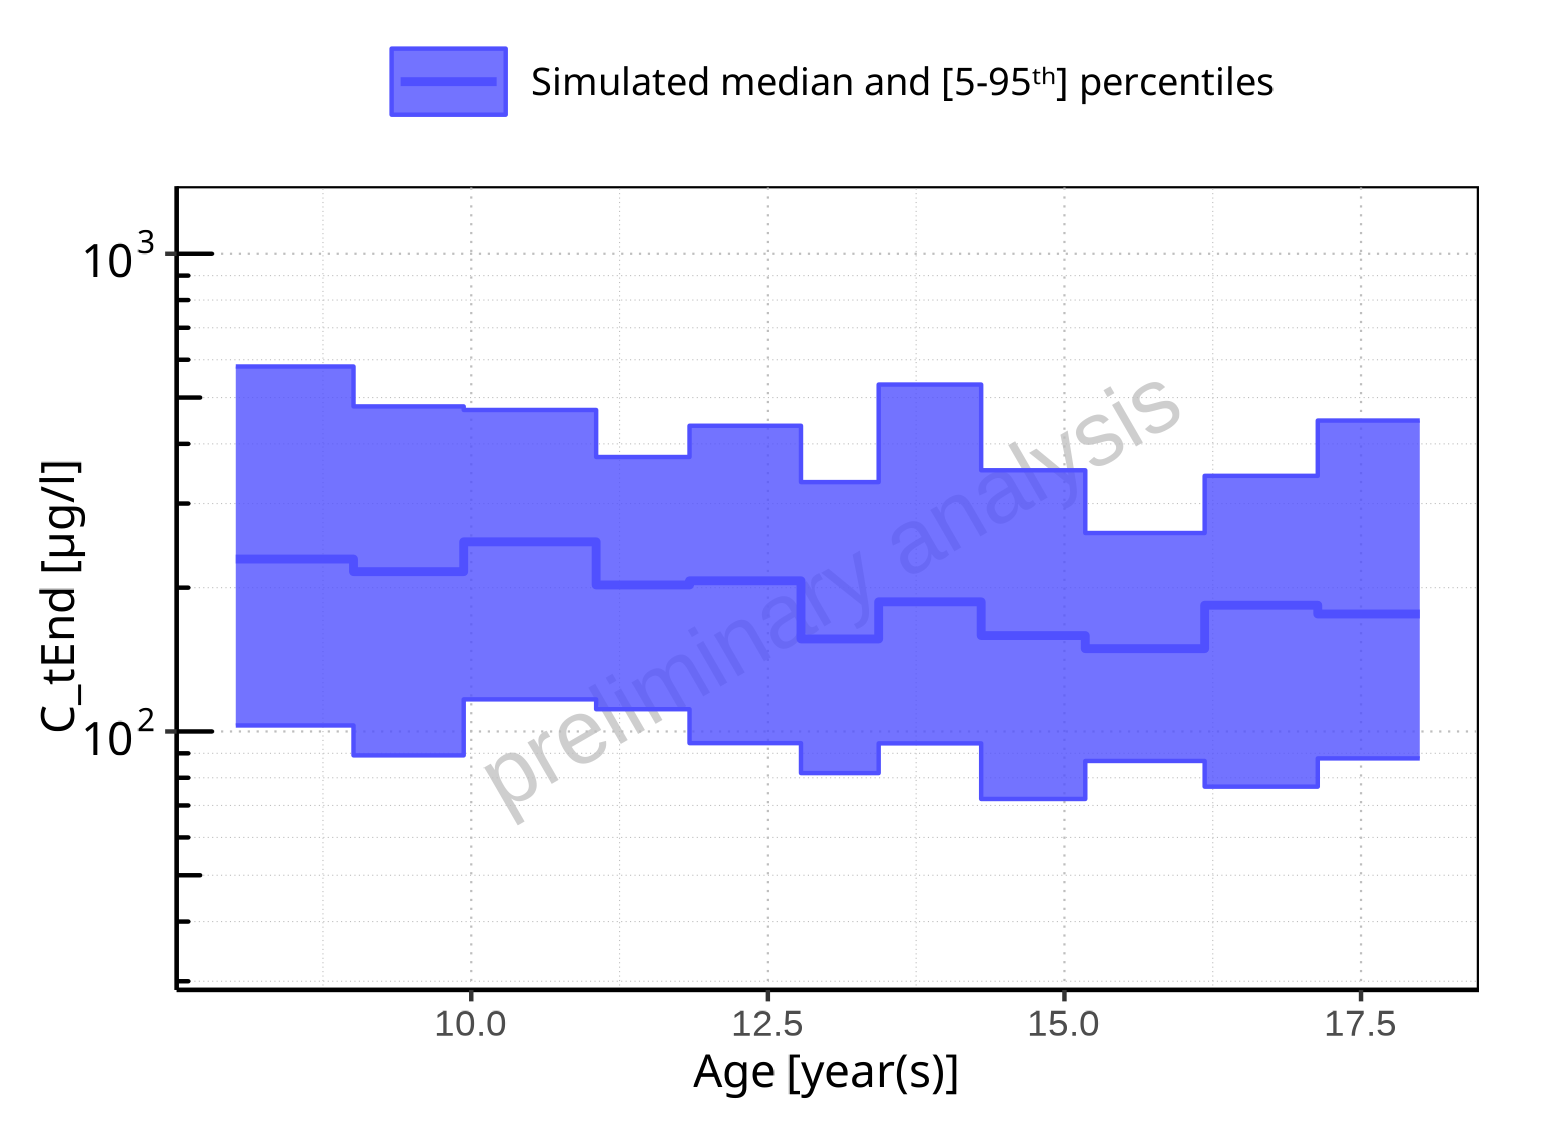 Simulated median and [5-95ᵗʰ] percentiles
10³
C_tEnd [µg/l]
10²
preliminary analysis
10.0 12.5 15.0 17.5
Age [year(s)]